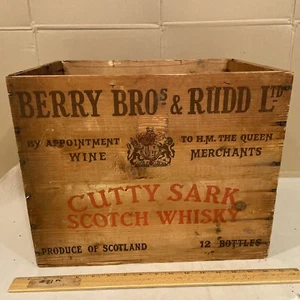 BERRY BROS & RUDD LTD
BY APPOINTMENT TO H.M. THE QUEEN
WINE MERCHANTS
CUTTY SARK
SCOTCH WHISKY
PRODUCE OF SCOTLAND 12 BOTTLES